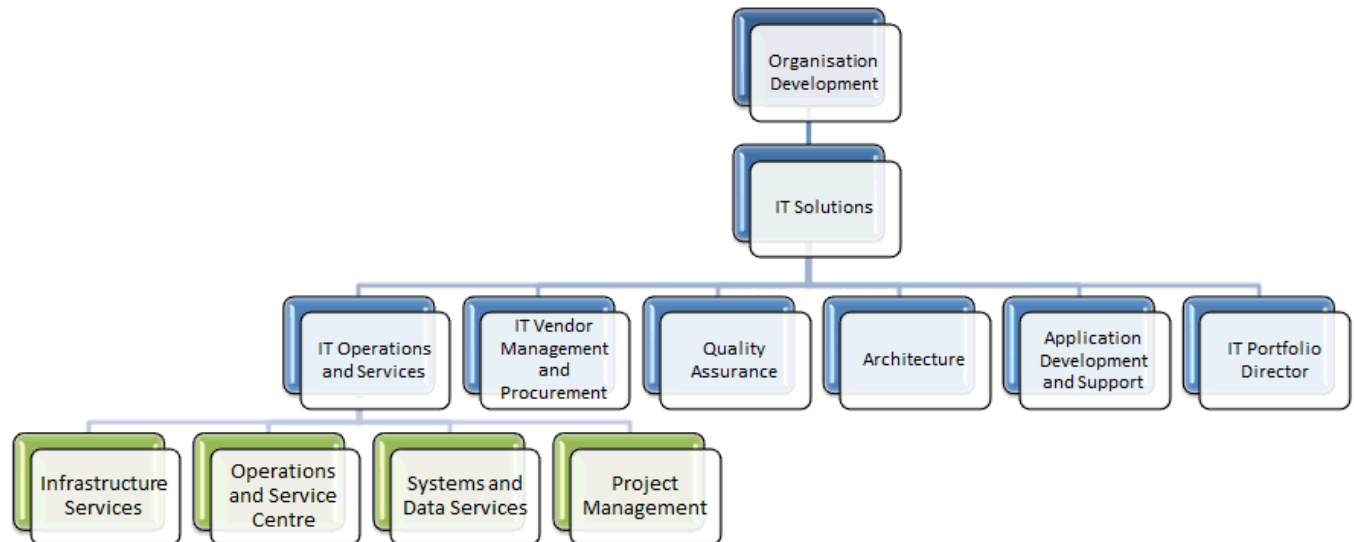 Organisation
Development
IT Solutions
IT Operations
and Services
IT Vendor
Management
and
Procurement
Quality
Assurance
Architecture
Application
Development
and Support
IT Portfolio
Director
Infrastructure
Services
Operations
and Service
Centre
Systems and
Data Services
Project
Management